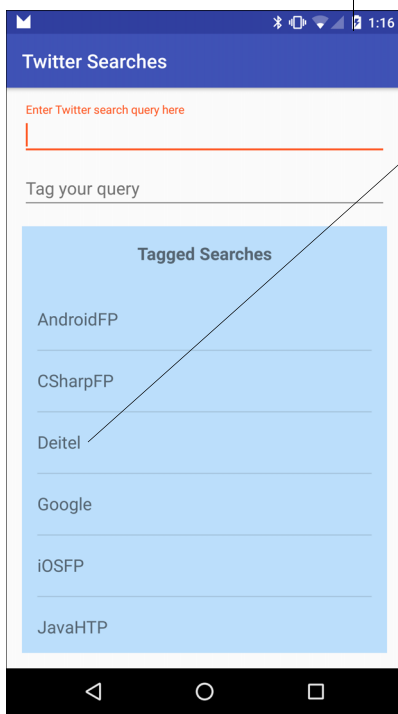 1:16
Twitter Searches
Enter Twitter search query here
Tag your query
Tagged Searches
AndroidFP
CSharpFP
Deitel
Google
iOSFP
JavaHTP